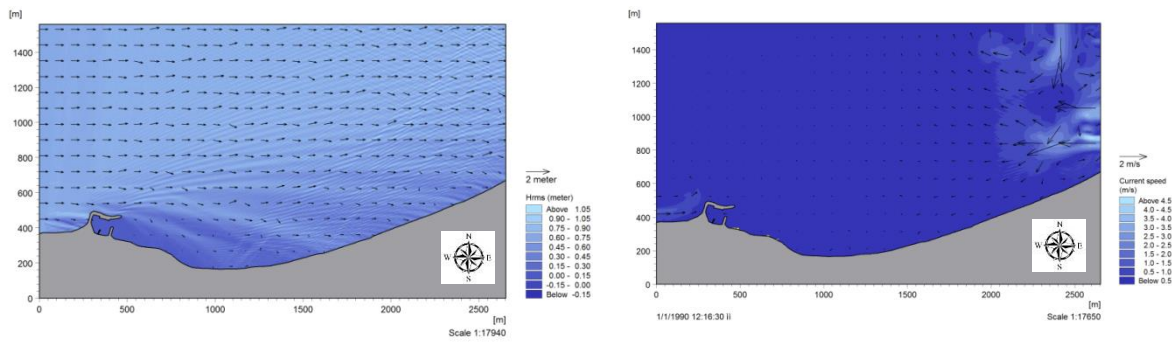 [m]
1400
1200
1000
800
600
400
200
0
0 500 1000 1500 2000 2500
[m]
Scale 1:17940
N
W E
S
2 meter
Hrms (meter)
Above 1.05
0.90 - 1.05
0.75 - 0.90
0.60 - 0.75
0.45 - 0.60
0.30 - 0.45
0.15 - 0.30
0.00 - 0.15
-0.15 - 0.00
Below -0.15
[m]
1400
1200
1000
800
600
400
200
0
0 500 1000 1500 2000 2500
[m]
1/1/1990 12:16:30 Scale 1:17650
N
W E
S
2 m/s
Current speed
(m/s)
Above 4.5
4.0 - 4.5
3.5 - 4.0
3.0 - 3.5
2.5 - 3.0
2.0 - 2.5
1.5 - 2.0
1.0 - 1.5
0.5 - 1.0
Below 0.5